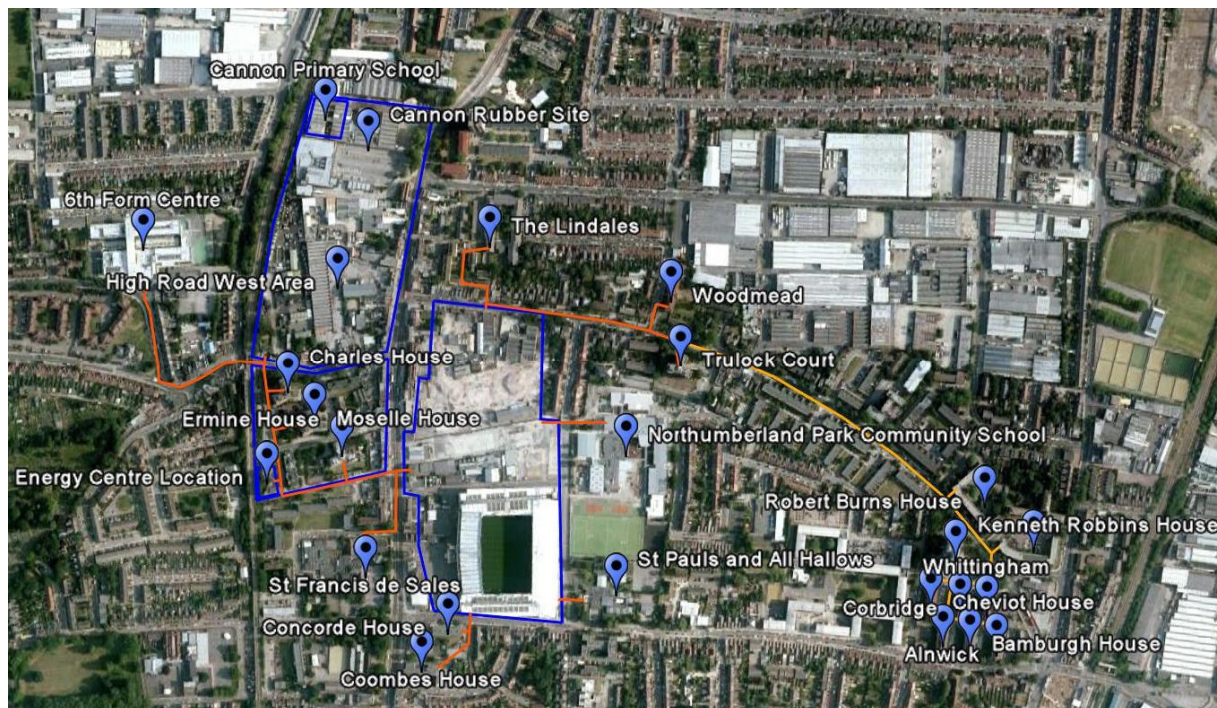 Cannon Primary School
Cannon Rubber Site
6th Form Centre
The Lindales
High Road West Area
Woodmead
Charles House
Trulock Court
Ermine House
Moselle House
Northumberland Park Community School
Energy Centre Location
Robert Burns House
Kenneth Robbins House
St Pauls and All Hallows
Whittingham
St Francis de Sales
Corbridge
Cheviot House
Concorde House
Alnwick
Bamburgh House
Coombes House